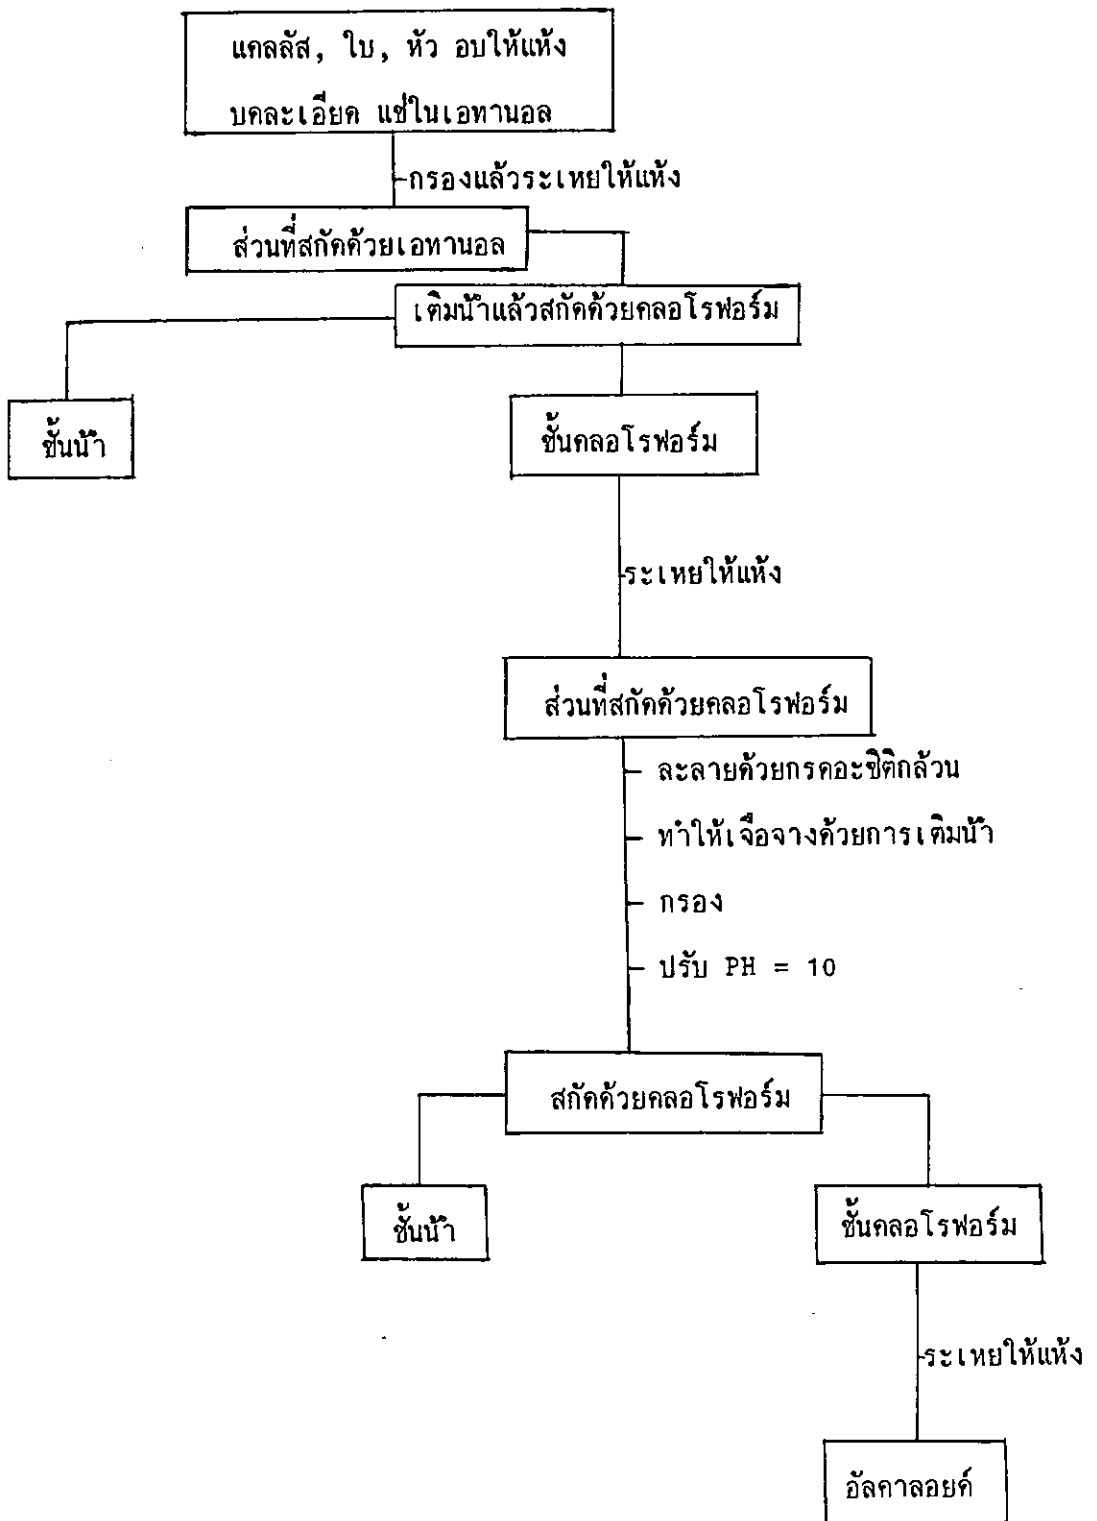 แคลลัส, ใบ, หัว อบให้แห้ง
บดละเอียด แช่ในเอทานอล
กรองแล้วระเหยให้แห้ง
ส่วนที่สกัดด้วยเอทานอล
เติมน้ำแล้วสกัดด้วยคลอโรฟอร์ม
ชั้นน้ำ
ชั้นคลอโรฟอร์ม
ระเหยให้แห้ง
ส่วนที่สกัดด้วยคลอโรฟอร์ม
ละลายด้วยกรดอะซิติกล้วน
ทำให้เจือจางด้วยการเติมน้ำ
กรอง
ปรับ PH = 10
สกัดด้วยคลอโรฟอร์ม
ชั้นน้ำ
ชั้นคลอโรฟอร์ม
ระเหยให้แห้ง
อัลคาลอยด์